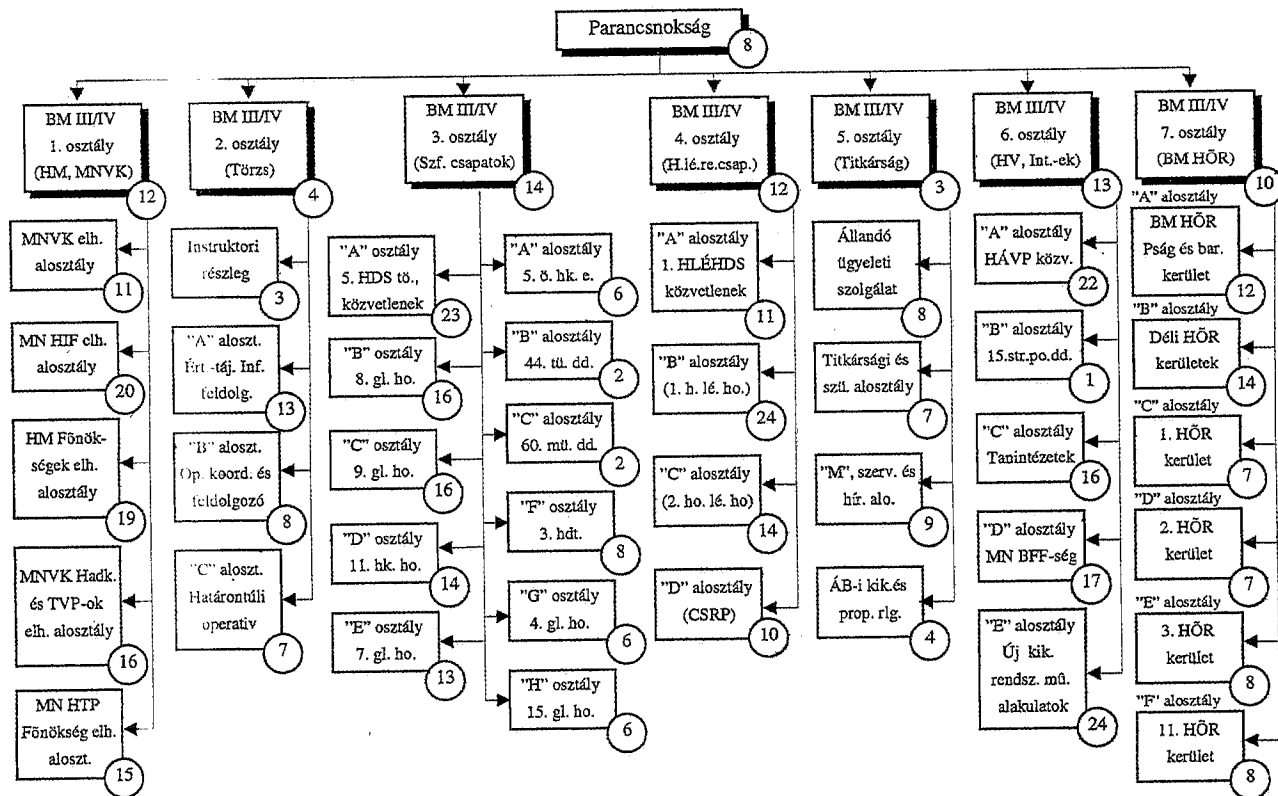 Parancsnokság
8
BM III/IV
1. osztály
(HM, MNVK)
12
MNVK elh.
alosztály
11
MN HIF elh.
alosztály
20
HM Fõnök-
ségek elh.
alosztály
19
MNVK Hadk.
és TVP-ok
elh. alosztály
16
MN HTP
Fõnökség elh.
aloszt.
15
BM III/IV
2. osztály
(Törzs)
4
Instruktori
részleg
3
"A" aloszt.
Ért.-táj. Inf.
feldolg.
13
"B" aloszt.
Op. koord. és
feldolgozó
8
"C" aloszt.
Határontúli
operativ
7
BM III/IV
3. osztály
(Szf. csapatok)
14
"A" osztály
5. HDS tö.,
közvetlenek
23
"B" osztály
8. gl. ho.
16
"C" osztály
9. gl. ho.
16
"D" osztály
11. hk. ho.
14
"E" osztály
7. gl. ho.
13
"A" alosztály
5. ö. hk. e.
6
"B" alosztály
44. tü. dd.
2
"C" alosztály
60. mü. dd.
2
"F" osztály
3. hdt.
8
"G" osztály
4. gl. ho.
6
"H" osztály
15. gl. ho.
6
BM III/IV
4. osztály
(H.lé.re.csap.)
12
"A" alosztály
1. HLÉHDS
közvetlenek
11
"B" alosztály
(1. h. lé. ho.)
24
"C" alosztály
(2. ho. lé. ho)
14
"D" alosztály
(CSRP)
10
BM III/IV
5. osztály
(Titkárság)
3
Állandó
ügyeleti
szolgálat
8
Titkársági és
szü. alosztály
7
"M", szerv. és
hír. alo.
9
ÁB-i kik.és
prop. rlg.
4
BM III/IV
6. osztály
(HV, Int.-ek)
13
"A" alosztály
HÁVP közv.
22
"B" alosztály
15.str.po.dd.
1
"C" alosztály
Tanintézetek
16
"D" alosztály
MN BFF-ség
17
"E" alosztály
Új kik.
rendsz. mü.
alakulatok
24
BM III/IV
7. osztály
(BM HÕR)
10
"A" alosztály
BM HÕR
Pság és bar.
kerület
12
"B" alosztály
Déli HÕR
kerületek
14
"C" alosztály
1. HÕR
kerület
7
"D" alosztály
2. HÕR
kerület
7
"E" alosztály
3. HÕR
kerület
8
"F" alosztály
11. HÕR
kerület
8